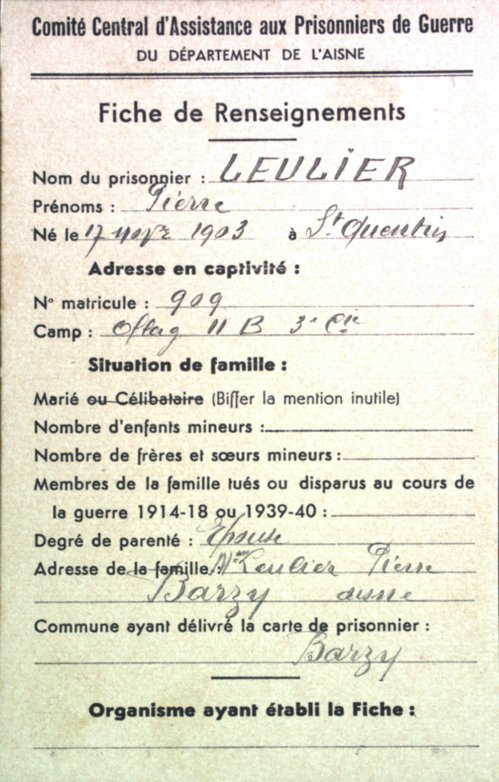 Comité Central d'Assistance aux Prisonniers de Guerre
DU DÉPARTEMENT DE L'AISNE
Fiche de Renseignements
Nom du prisonnier : LEULIER
Prénoms : Pierre
Né le 17 nov 1903 à St Quentin
Adresse en captivité :
N° matricule : 909
Camp : Oflag II B 3e Cie
Situation de famille :
Marié ou Célibataire (Biffer la mention inutile)
Nombre d'enfants mineurs :
Nombre de frères et sœurs mineurs :
Membres de la famille tués ou disparus au cours de
la guerre 1914-18 ou 1939-40 :
Degré de parenté : Epouse
Adresse de la famille : Me Leulier Pierre
Barzy aisne
Commune ayant délivré la carte de prisonnier :
Barzy
Organisme ayant établi la Fiche :